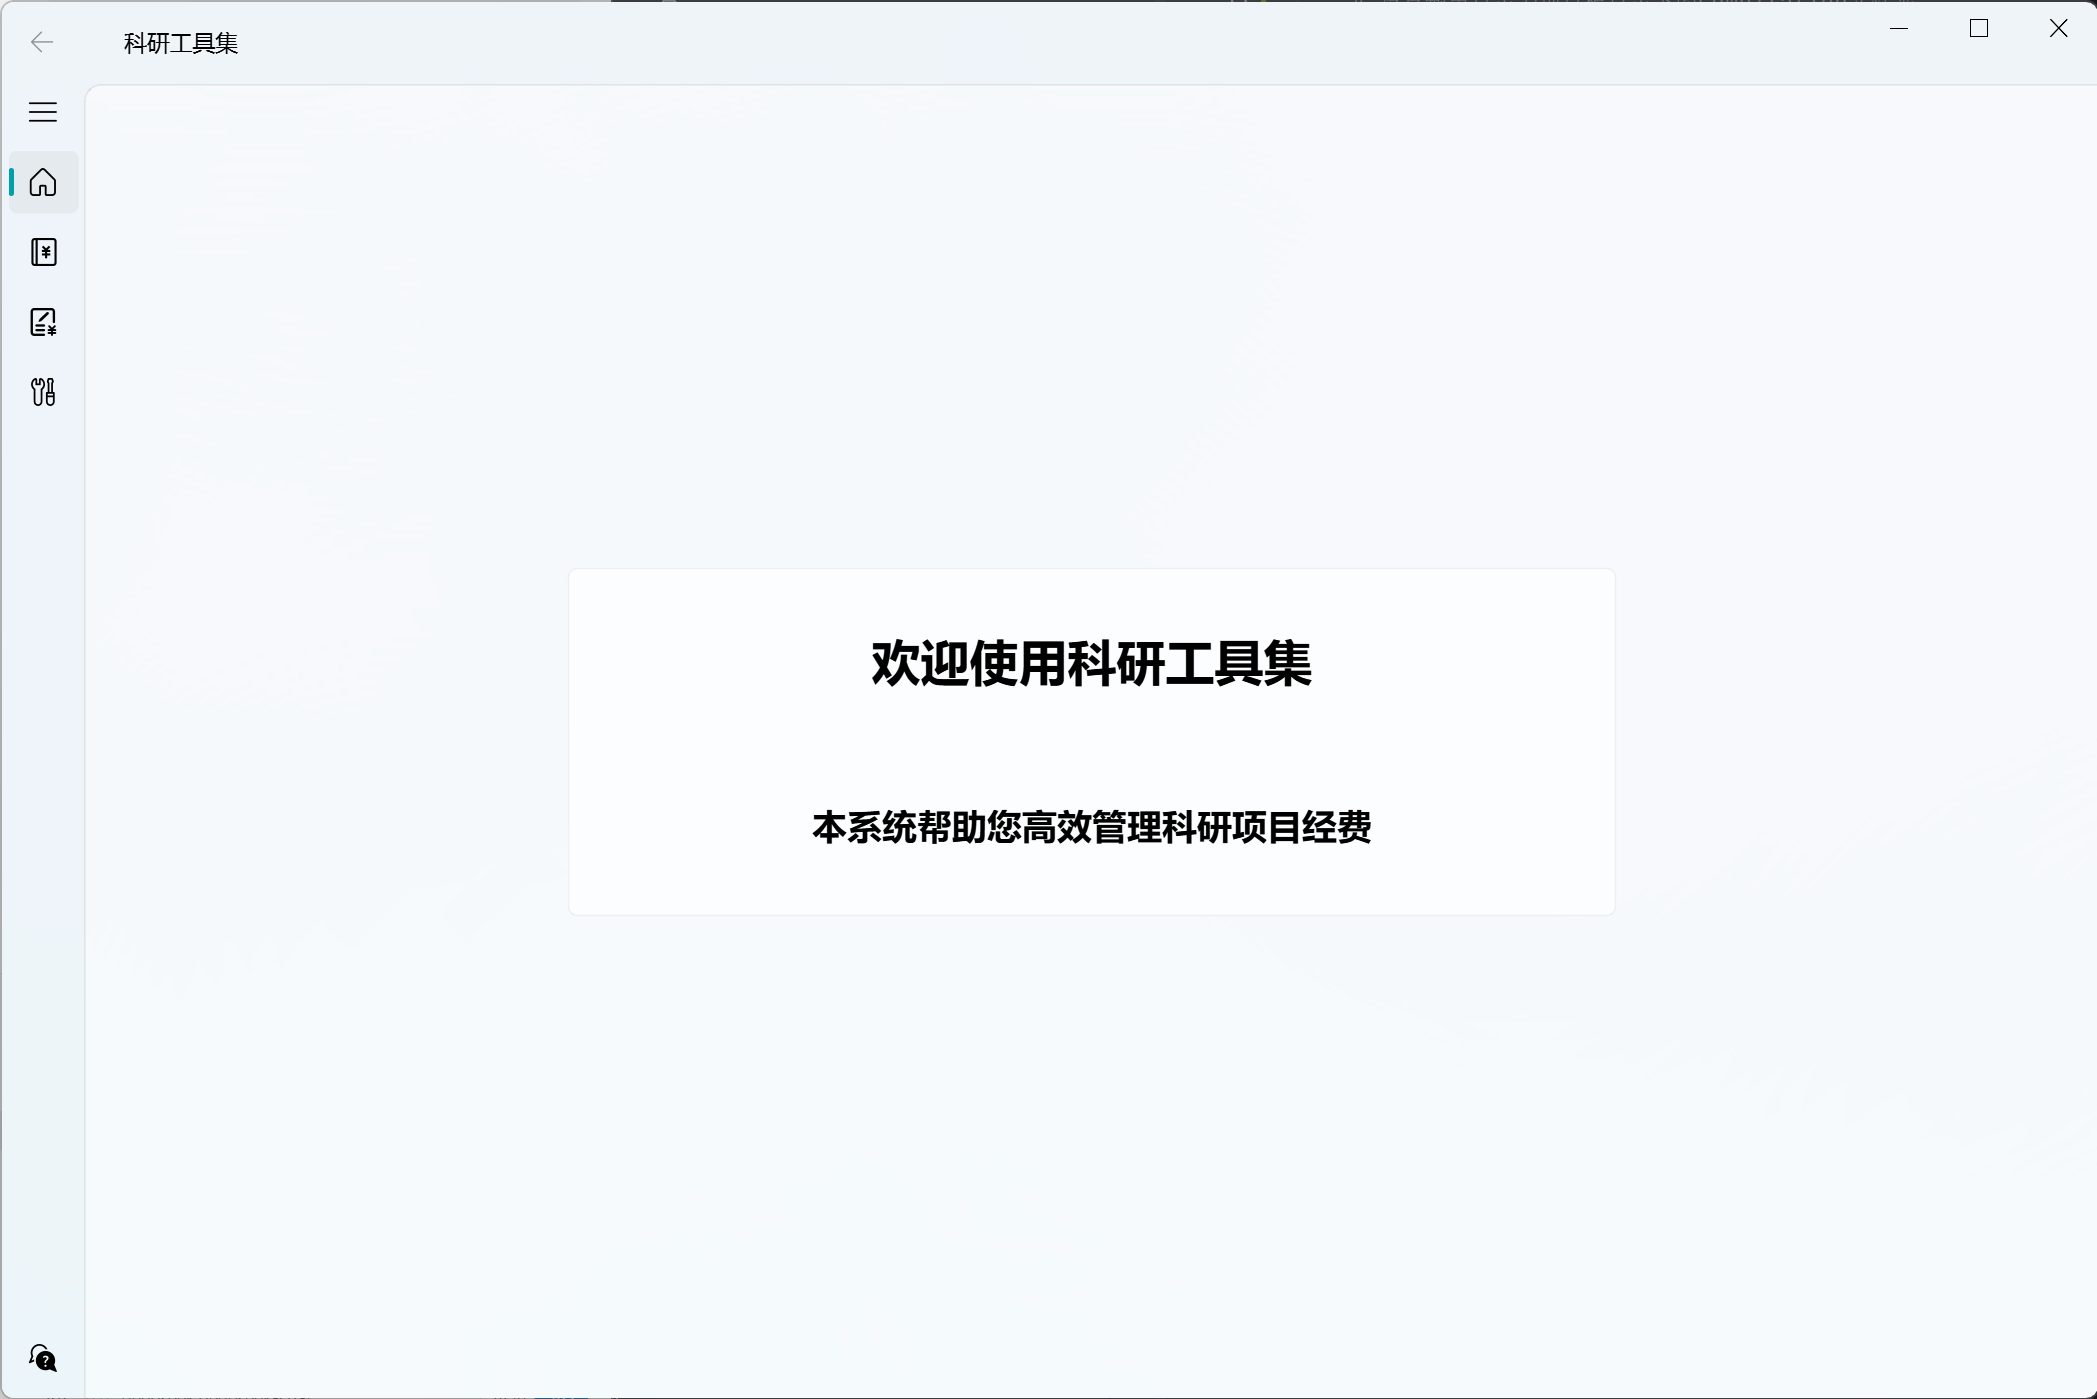 科研工具集
欢迎使用科研工具集
本系统帮助您高效管理科研项目经费